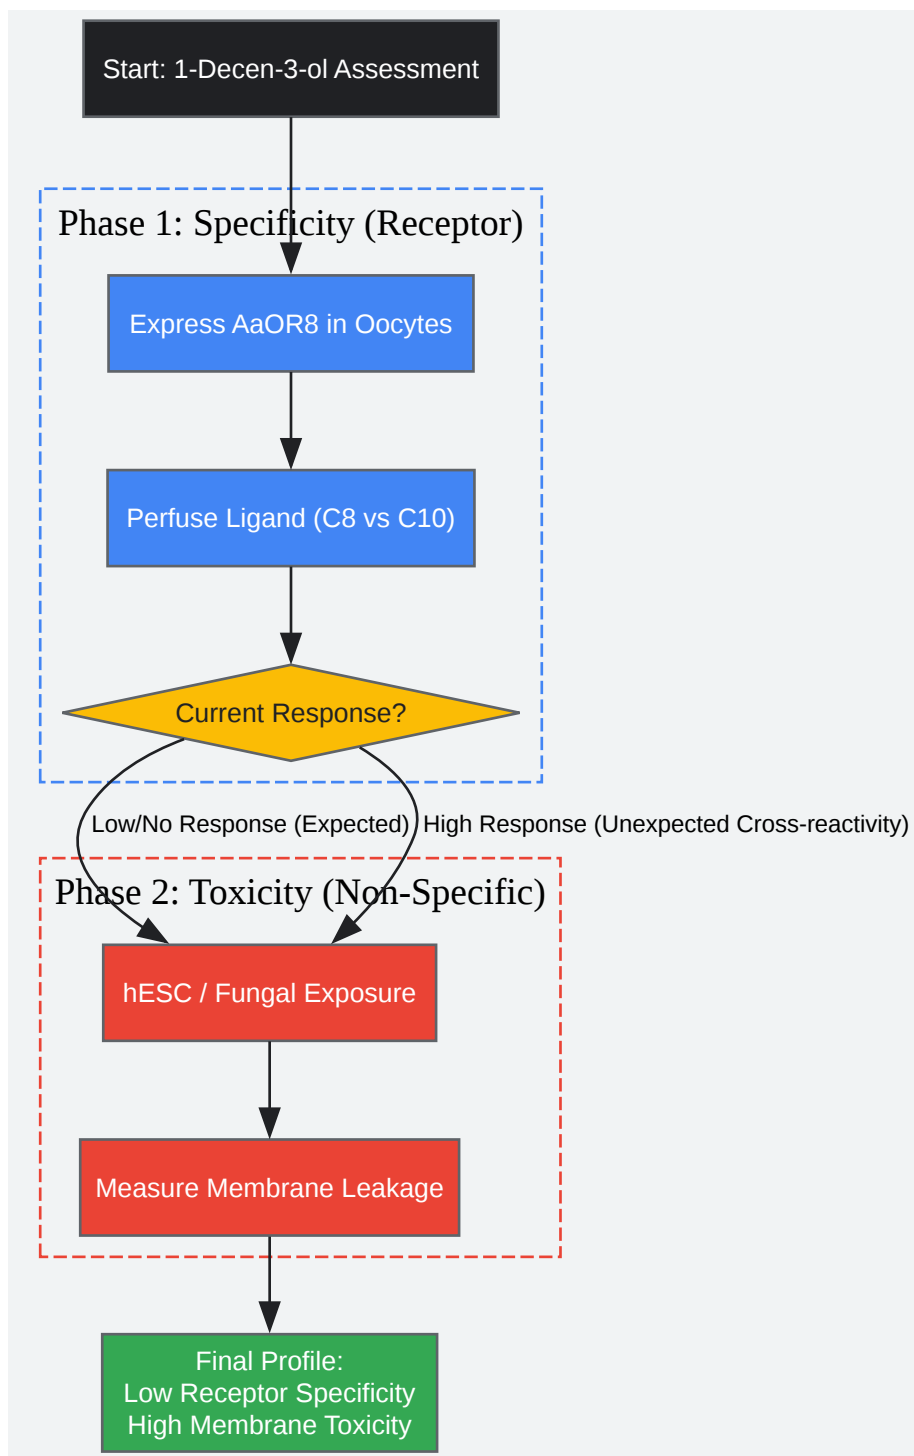 Start: 1-Decen-3-ol Assessment
Phase 1: Specificity (Receptor)
Express AaOR8 in Oocytes
Perfuse Ligand (C8 vs C10)
Current Response?
Low/No Response (Expected)
High Response (Unexpected Cross-reactivity)
Phase 2: Toxicity (Non-Specific)
hESC / Fungal Exposure
Measure Membrane Leakage
Final Profile:
Low Receptor Specificity
High Membrane Toxicity